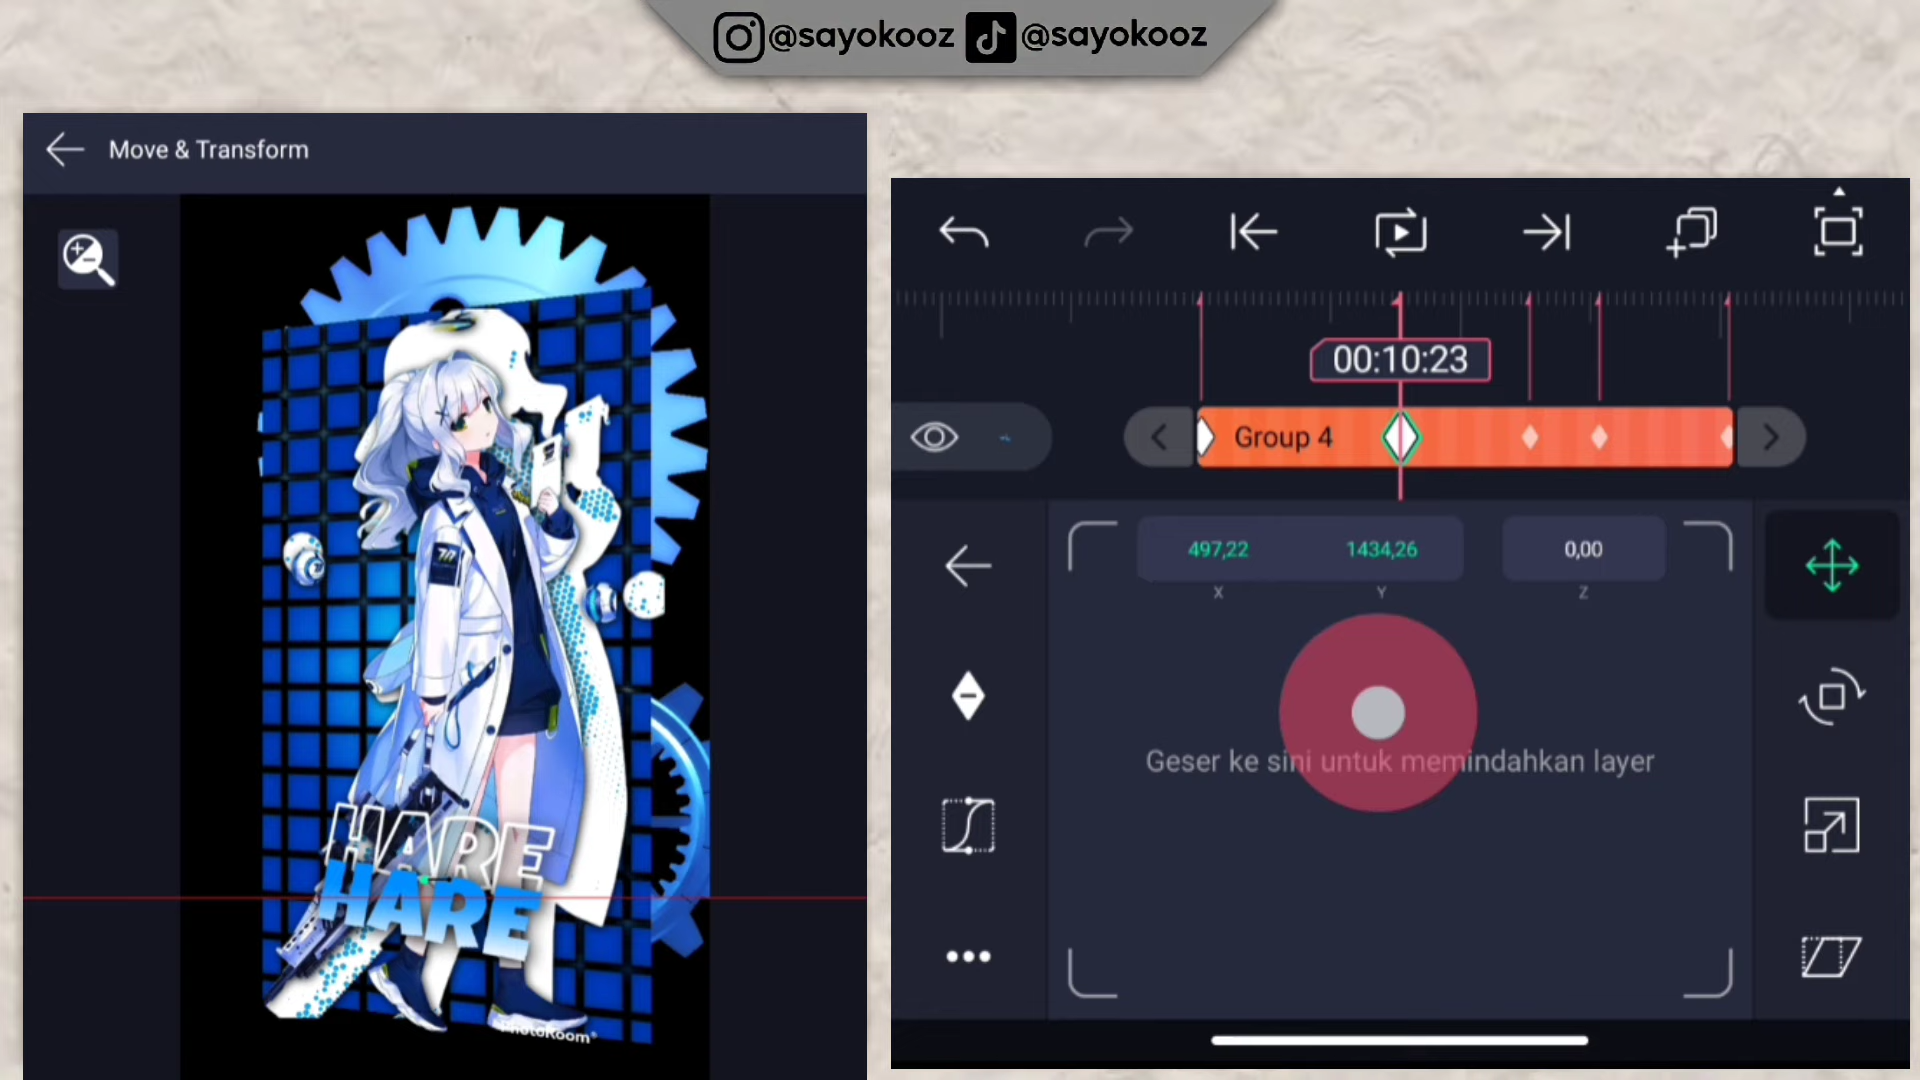 @sayokooz @sayokooz
Move & Transform
HARE
HARE
PhotoRoom
00:10:23
Group 4
497,22 1434,26 0,00
X Y Z
Geser ke sini untuk memindahkan layer